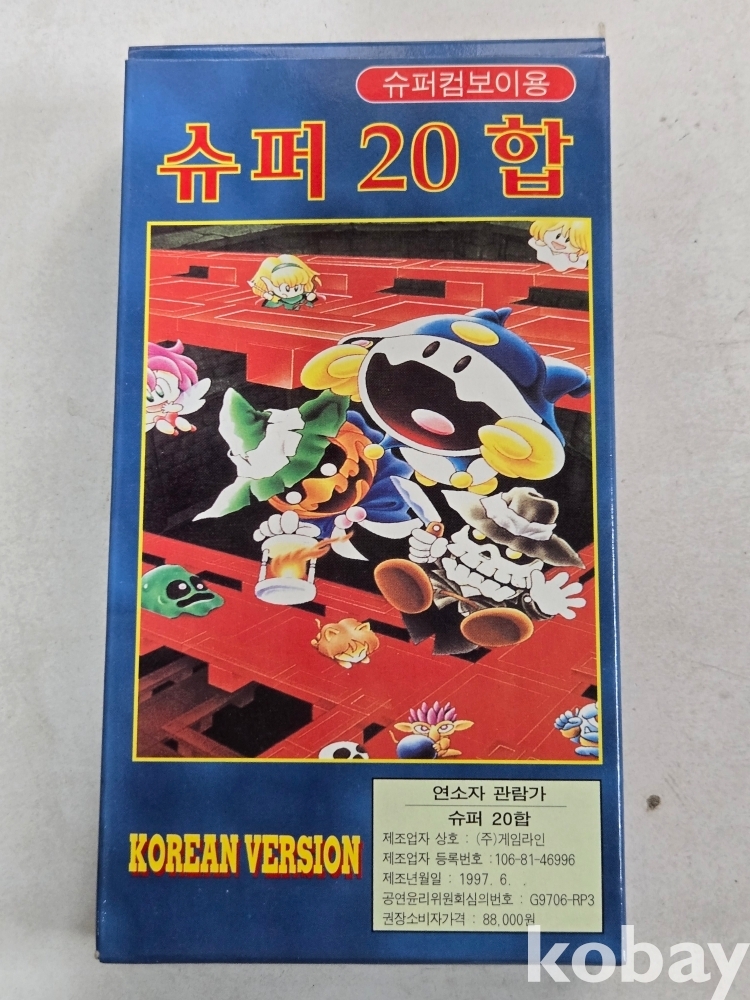 슈퍼컴보이용
슈퍼 20 합
KOREAN VERSION
연소자 관람가
슈퍼 20합
제조업자 상호 : (주)게임라인
제조업자 등록번호 :106-81-46996
제조년월일 : 1997. 6. .
공연윤리위원회심의번호 : G9706-RP3
권장소비자가격 : 88,000원
kobay